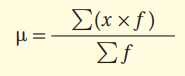 μ = ∑(x × f) / ∑f